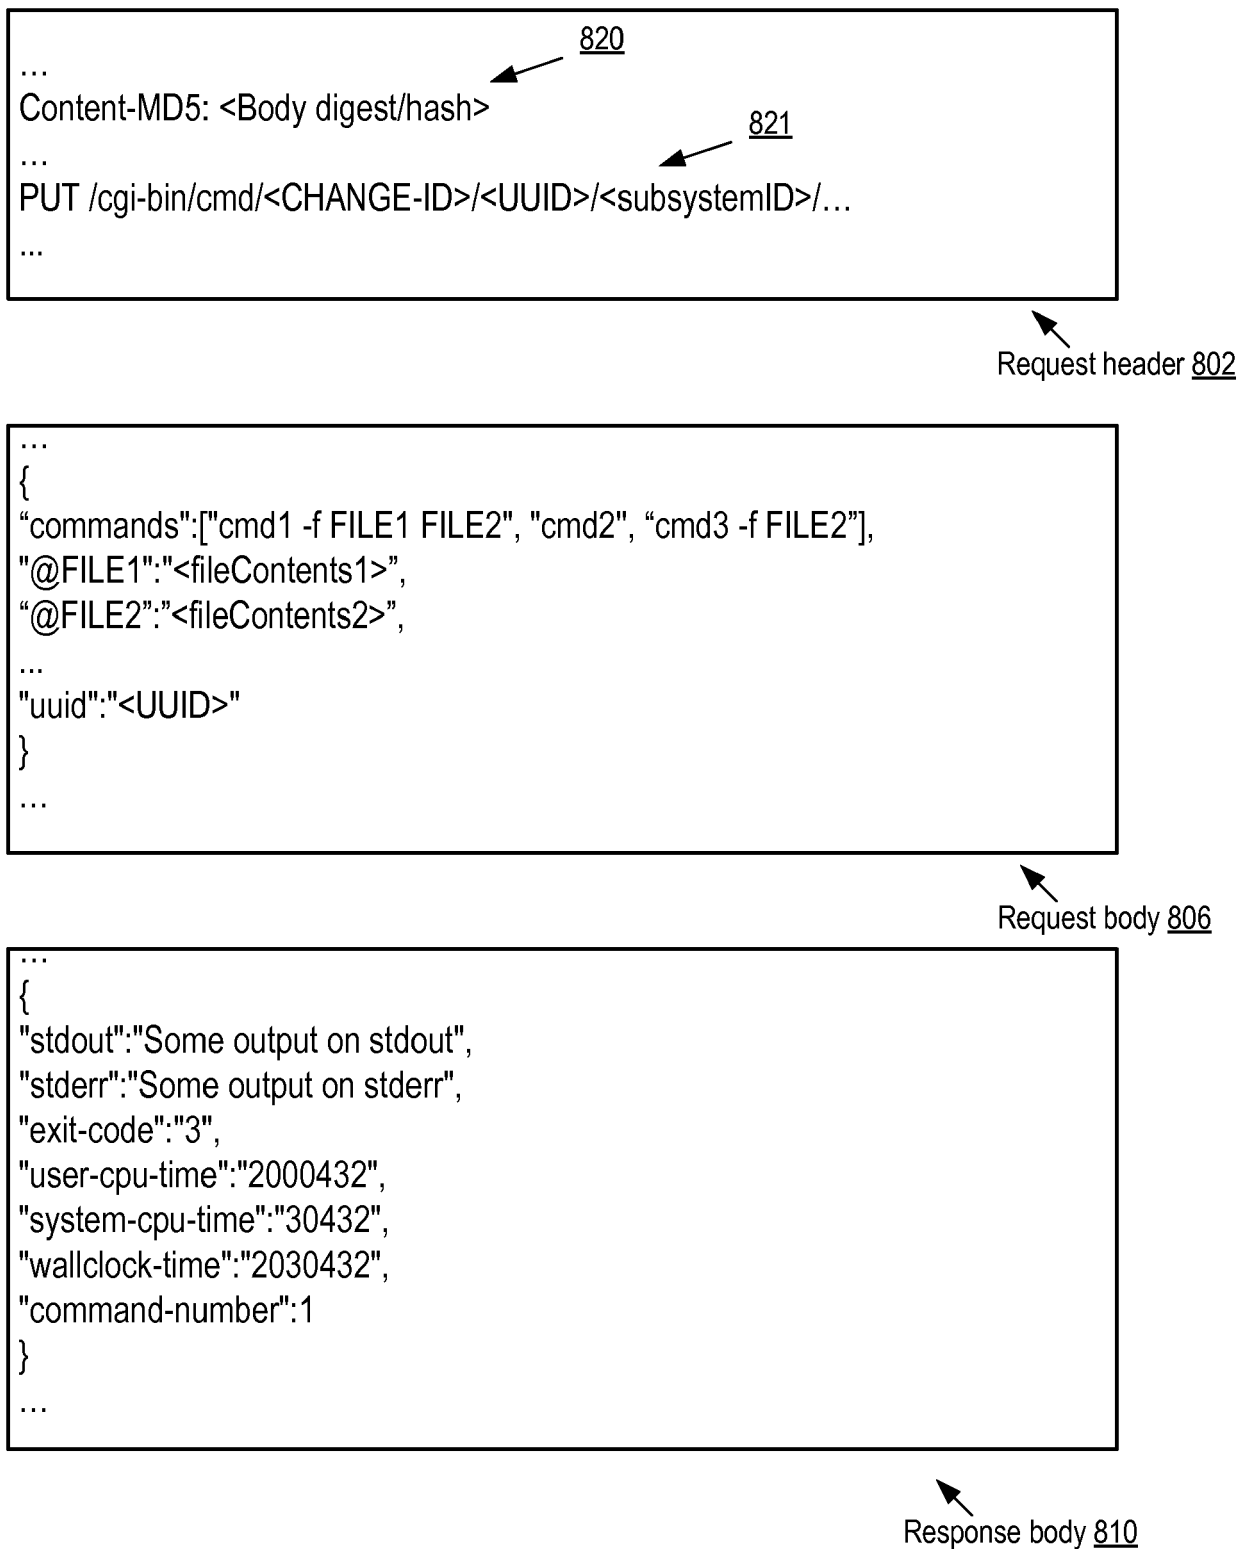 820
…
Content-MD5: <Body digest/hash>
821
…
PUT /cgi-bin/cmd/<CHANGE-ID>/<UUID>/<subsystemID>/…
...
Request header 802
…
{
“commands":["cmd1 -f FILE1 FILE2", "cmd2", “cmd3 -f FILE2”],
"@FILE1":"<fileContents1>”,
“@FILE2”:”<fileContents2>”,
...
"uuid":"<UUID>"
}
…
Request body 806
…
{
"stdout":"Some output on stdout",
"stderr":"Some output on stderr",
"exit-code":"3",
"user-cpu-time":"2000432",
"system-cpu-time":"30432",
"wallclock-time":"2030432",
"command-number":1
}
…
Response body 810